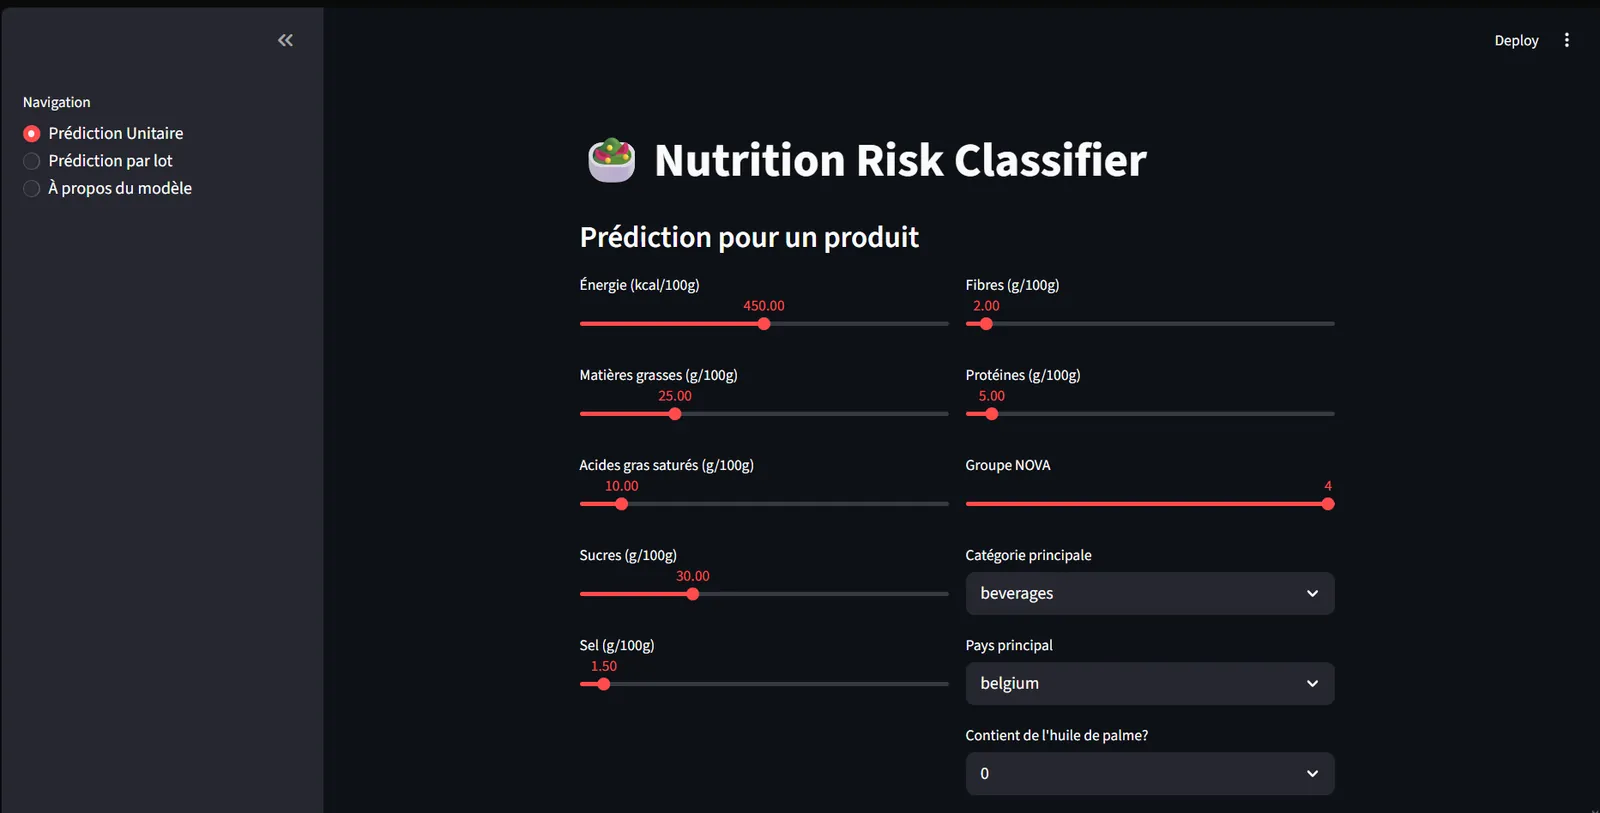 Deploy
Navigation
Prédiction Unitaire
Prédiction par lot
À propos du modèle
Nutrition Risk Classifier
Prédiction pour un produit
Énergie (kcal/100g)
450.00
Matières grasses (g/100g)
25.00
Acides gras saturés (g/100g)
10.00
Sucres (g/100g)
30.00
Sel (g/100g)
1.50
Fibres (g/100g)
2.00
Protéines (g/100g)
5.00
Groupe NOVA
4
Catégorie principale
beverages
Pays principal
belgium
Contient de l'huile de palme?
0